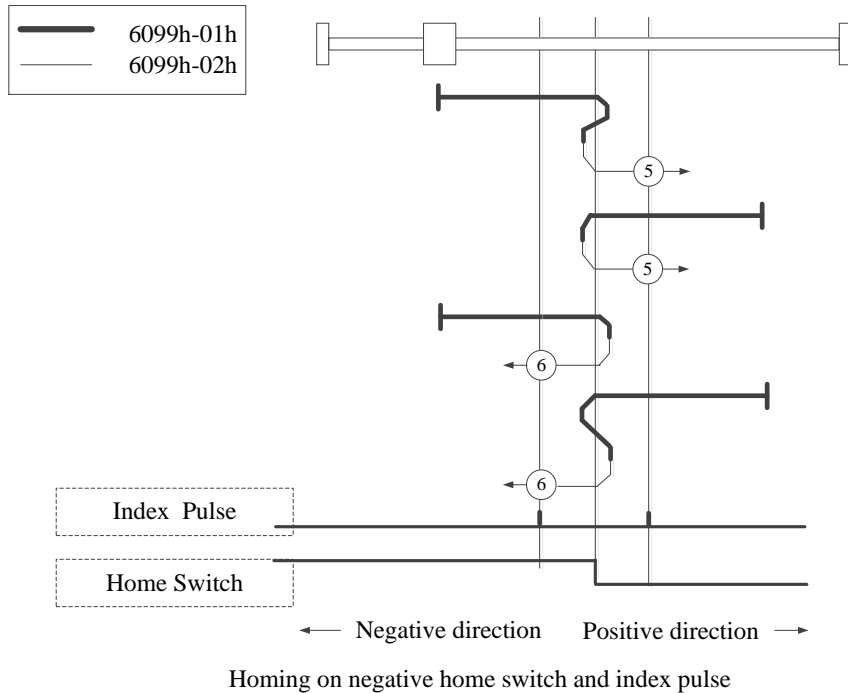 6099h-01h
6099h-02h
5
5
6
6
Index Pulse
Home Switch
Negative direction Positive direction
Homing on negative home switch and index pulse